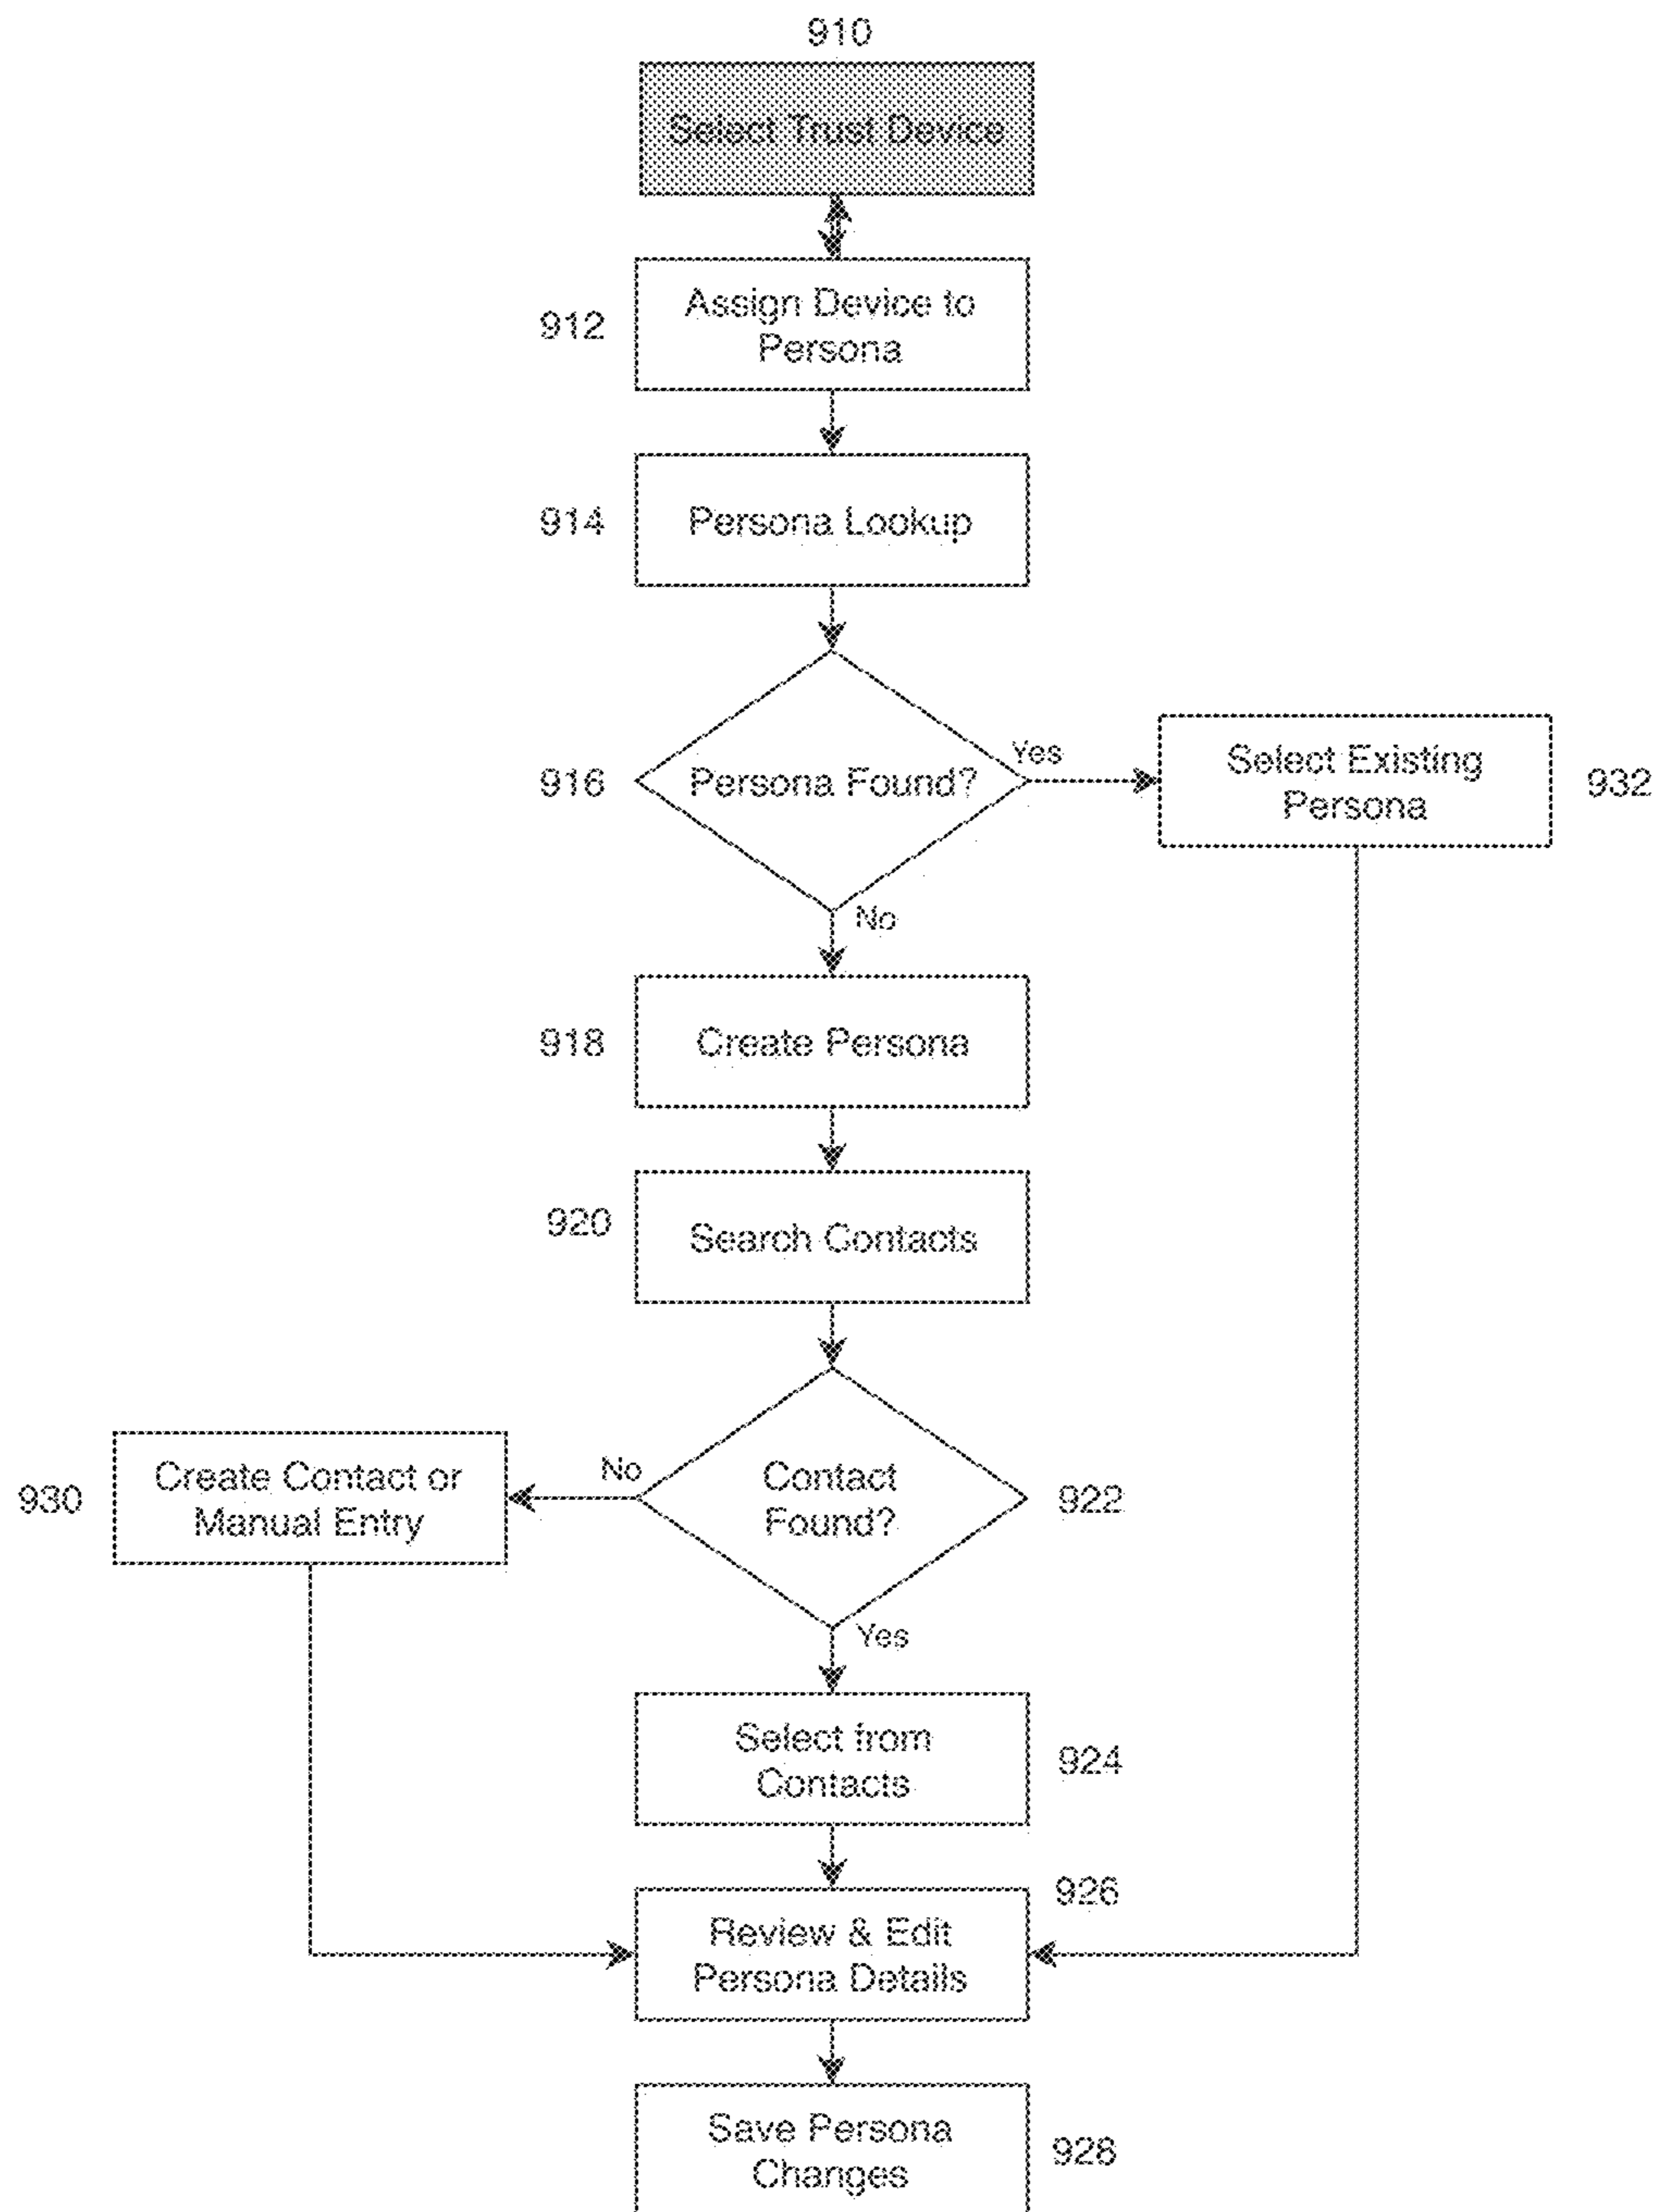 910
Select Trust Device
912
Assign Device to
Persona
914
Persona Lookup
916
Persona Found?
Yes
Select Existing
Persona
932
No
918
Create Persona
920
Search Contacts
930
Create Contact or
Manual Entry
No
Contact
Found?
922
Yes
Select from
Contacts
924
926
Review & Edit
Persona Details
Save Persona
Changes
928